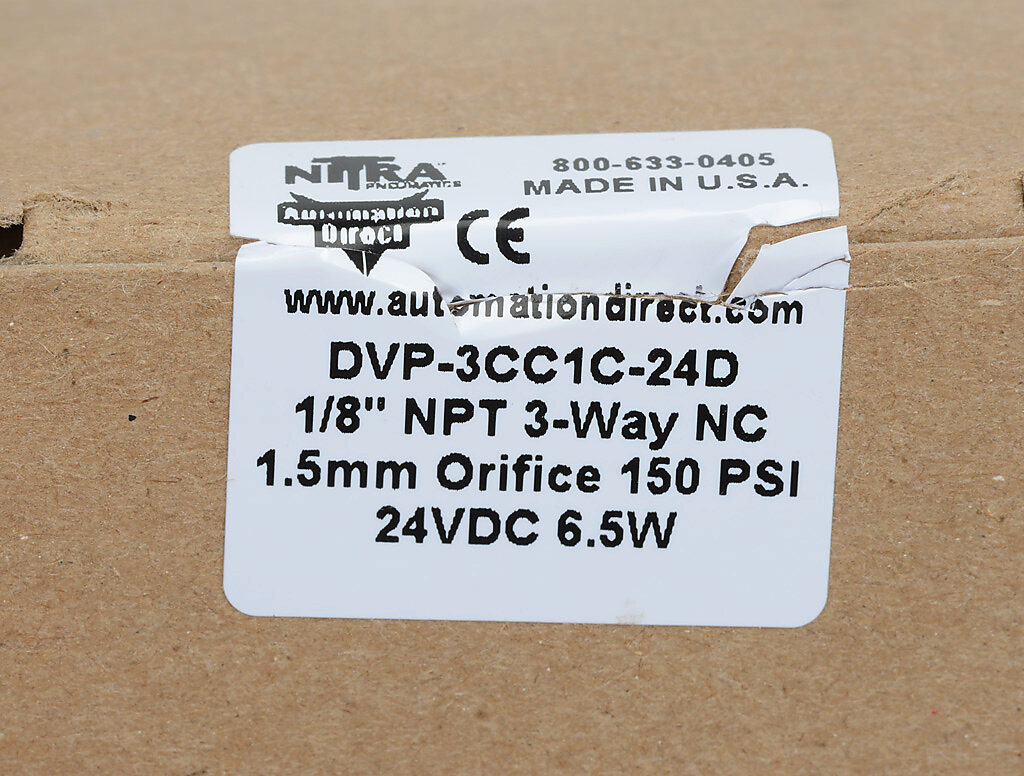 NITRA
PNEUMATICS
800-633-0405
MADE IN U.S.A.
Automation
Direct
CE
www.automationdirect.com
DVP-3CC1C-24D
1/8" NPT 3-Way NC
1.5mm Orifice 150 PSI
24VDC 6.5W